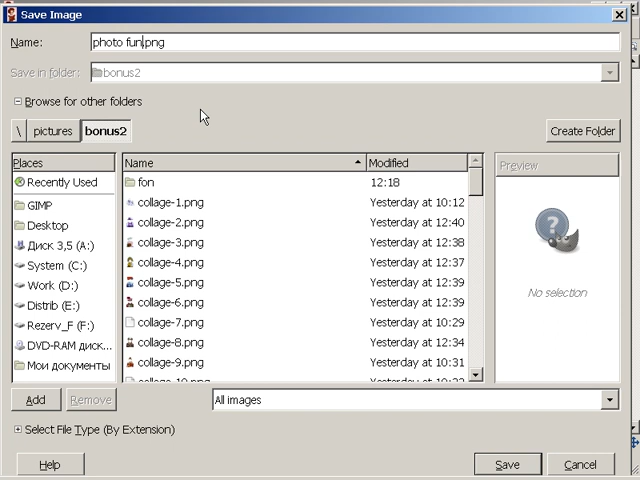 Save Image
Name: photo fun.png
Save in folder: bonus2
Browse for other folders
\ pictures bonus2 Create Folder
Places Name Modified Preview
Recently Used fon 12:18
GIMP collage-1.png Yesterday at 10:12
Desktop collage-2.png Yesterday at 12:40
Диск 3,5 (A:) collage-3.png Yesterday at 12:38
System (C:) collage-4.png Yesterday at 12:37
Work (D:) collage-5.png Yesterday at 12:39
Distrib (E:) collage-6.png Yesterday at 12:39
Rezerv_F (F:) collage-7.png Yesterday at 10:29
DVD-RAM диск... collage-8.png Yesterday at 12:34
Мои документы collage-9.png Yesterday at 10:31
No selection
Add Remove All images
Select File Type (By Extension)
Help Save Cancel